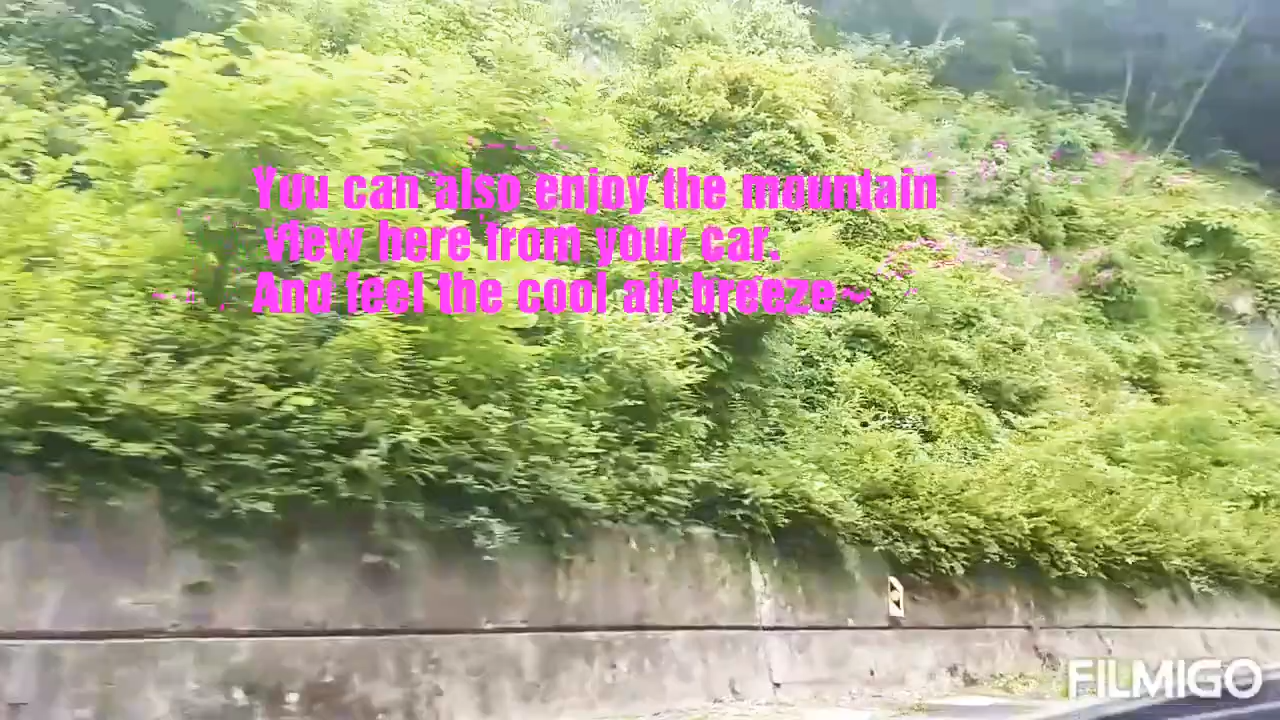 You can also enjoy the mountain
view here from your car.
And feel the cool air breeze~
FILMIGO